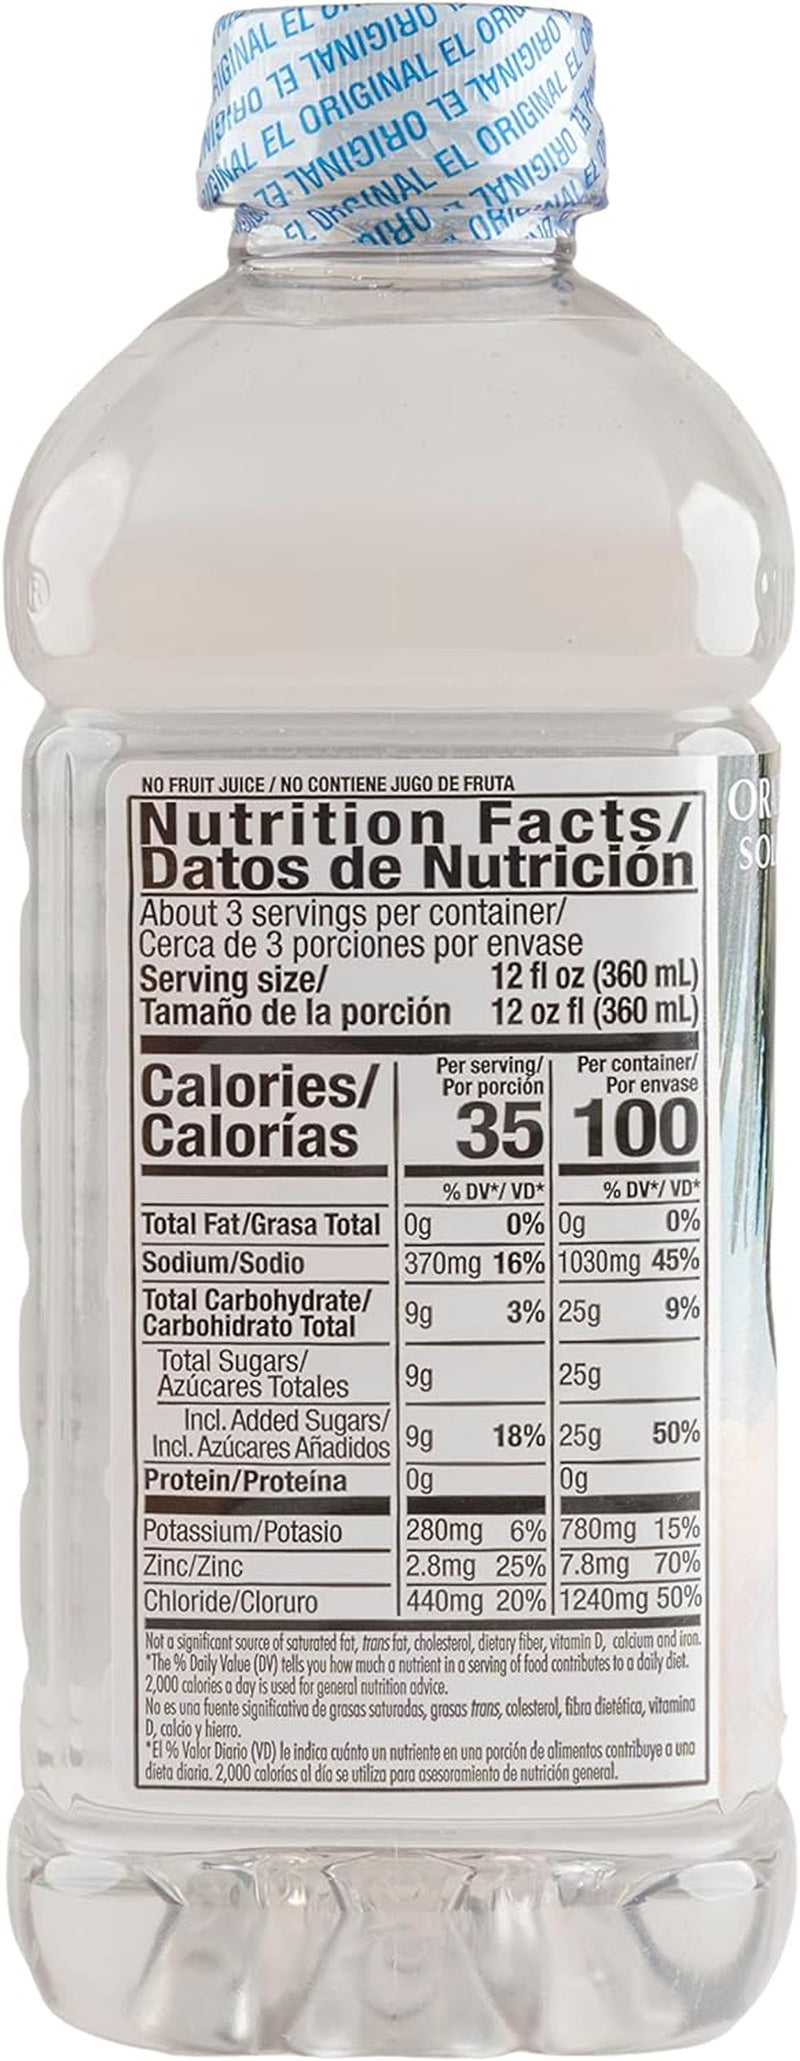 ORIGINAL EL ORIGINAL EL ORIGINAL
NO FRUIT JUICE / NO CONTIENE JUGO DE FRUTA
Nutrition Facts/
Datos de Nutrición
About 3 servings per container/
Cerca de 3 porciones por envase
Serving size/ 12 fl oz (360 mL)
Tamaño de la porción 12 oz fl (360 mL)
Calories/
Calorías
Per serving/
Por porción
35
Per container/
Por envase
100
% DV*/ VD* % DV*/ VD*
Total Fat/Grasa Total 0g 0% 0g 0%
Sodium/Sodio 370mg 16% 1030mg 45%
Total Carbohydrate/
Carbohidrato Total 9g 3% 25g 9%
Total Sugars/
Azúcares Totales 9g 25g
Incl. Added Sugars/
Incl. Azúcares Añadidos 9g 18% 25g 50%
Protein/Proteína 0g 0g
Potassium/Potasio 280mg 6% 780mg 15%
Zinc/Zinc 2.8mg 25% 7.8mg 70%
Chloride/Cloruro 440mg 20% 1240mg 50%
Not a significant source of saturated fat, trans fat, cholesterol, dietary fiber, vitamin D, calcium and iron.
*The % Daily Value (DV) tells you how much a nutrient in a serving of food contributes to a daily diet.
2,000 calories a day is used for general nutrition advice.
No es una fuente significativa de grasas saturadas, grasas trans, colesterol, fibra dietética, vitamina
D, calcio y hierro.
*El % Valor Diario (VD) le indica cuánto un nutriente en una porción de alimentos contribuye a una
dieta diaria. 2,000 calorías al día se utiliza para asesoramiento de nutrición general.